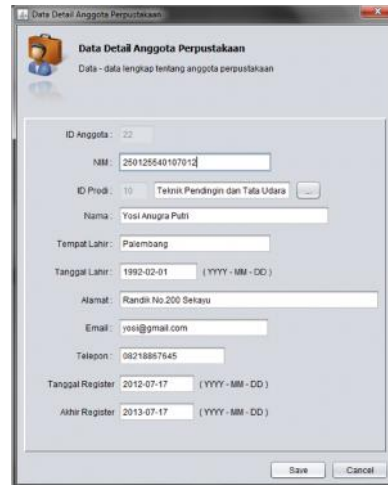 Data Detail Anggota Perpustakaan
Data Detail Anggota Perpustakaan
Data - data lengkap tentang anggota perpustakaan
ID Anggota : 22
NIM : 250125540107012
ID Prodi : 10 Teknik Pendingin dan Tata Udara ...
Nama : Yosi Anugra Putri
Tempat Lahir : Palembang
Tanggal Lahir : 1992-02-01 ( YYYY - MM - DD )
Alamat : Randik No.200 Sekayu
Email : yosi@gmail.com
Telepon : 08218867645
Tanggal Register 2012-07-17 ( YYYY - MM - DD )
Akhir Register 2013-07-17 ( YYYY - MM - DD )
Save Cancel